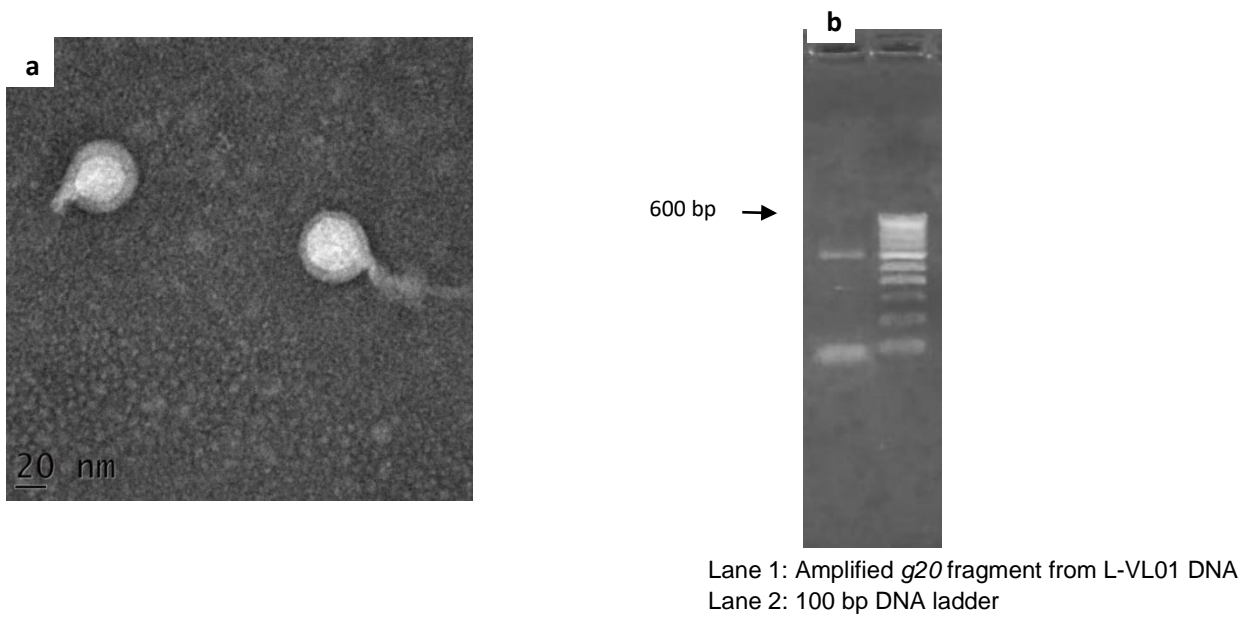 a
b
600 bp
20 nm
Lane 1: Amplified g20 fragment from L-VL01 DNA
Lane 2: 100 bp DNA ladder